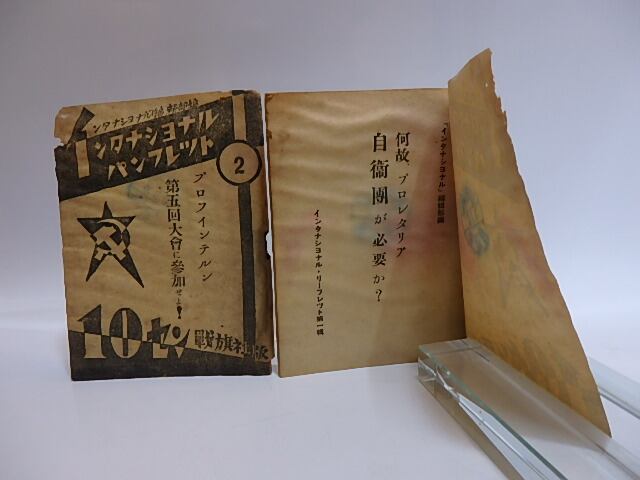 インタナショナル
パンフレット
2
プロフインテルン
第五回大會に參加せよ!
10セン
戰旗社版
「インタナショナル」編輯部編
何故、プロレタリア
自衞團が必要か?
インタナショナル・リーフレット第一輯